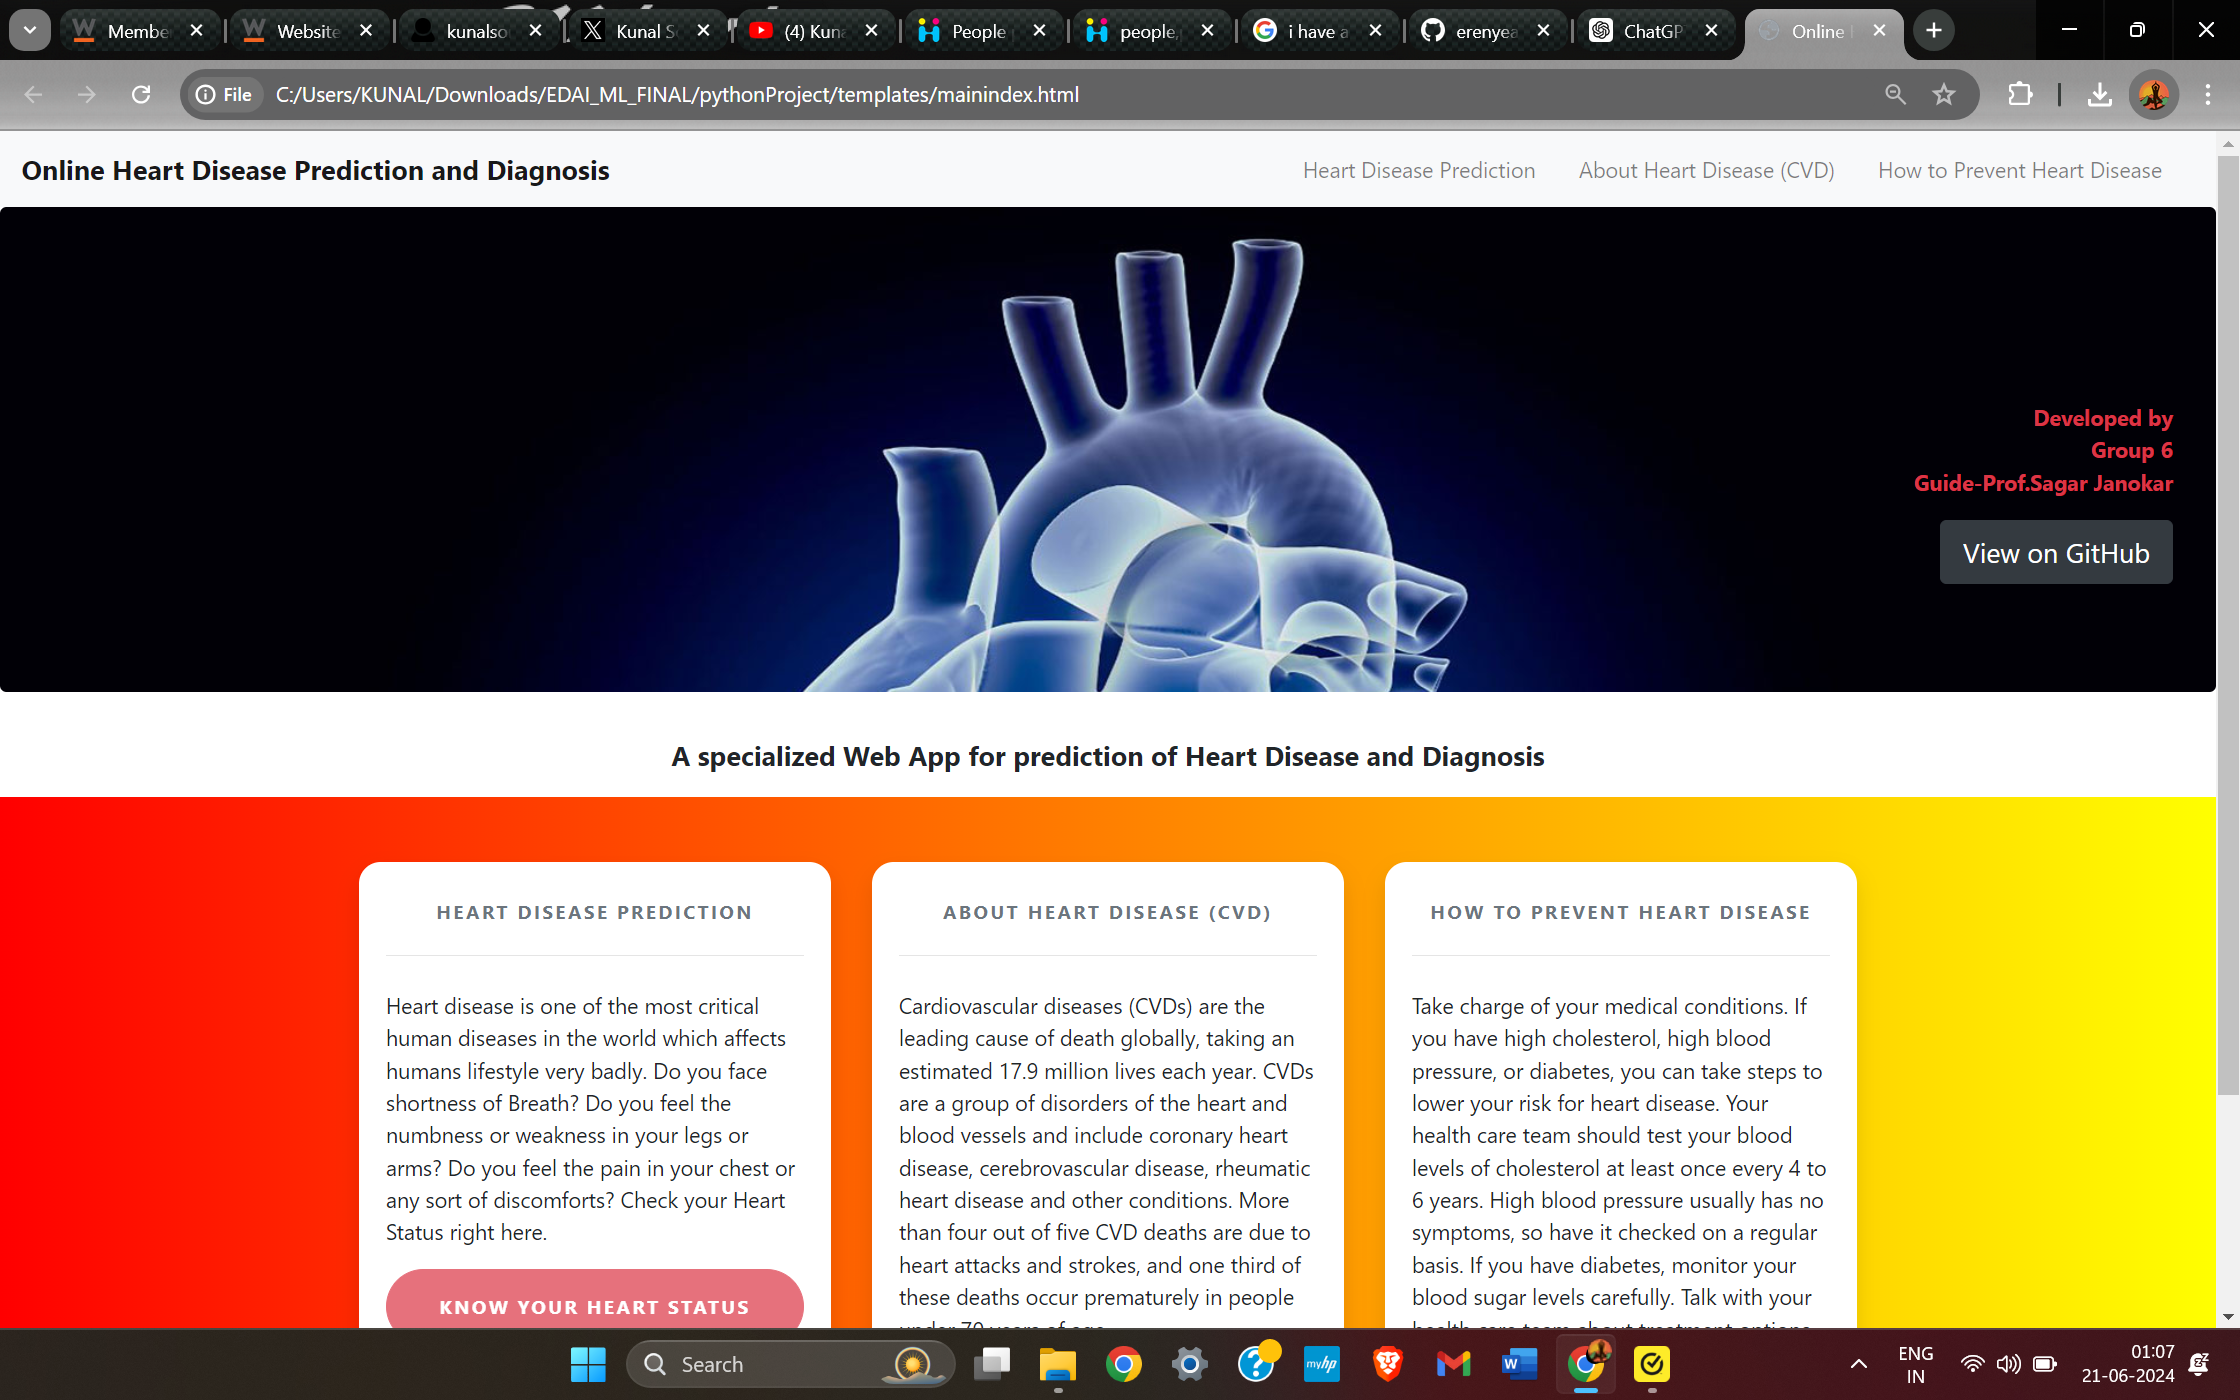 Membe
Website
kunalso
Kunal S
(4) Kuna
People
people,
i have a
erenyea
ChatGP
Online
File
C:/Users/KUNAL/Downloads/EDAI_ML_FINAL/pythonProject/templates/mainindex.html
Online Heart Disease Prediction and Diagnosis
Heart Disease Prediction
About Heart Disease (CVD)
How to Prevent Heart Disease
Developed by
Group 6
Guide-Prof.Sagar Janokar
View on GitHub
A specialized Web App for prediction of Heart Disease and Diagnosis
HEART DISEASE PREDICTION
Heart disease is one of the most critical
human diseases in the world which affects
humans lifestyle very badly. Do you face
shortness of Breath? Do you feel the
numbness or weakness in your legs or
arms? Do you feel the pain in your chest or
any sort of discomforts? Check your Heart
Status right here.
KNOW YOUR HEART STATUS
ABOUT HEART DISEASE (CVD)
Cardiovascular diseases (CVDs) are the
leading cause of death globally, taking an
estimated 17.9 million lives each year. CVDs
are a group of disorders of the heart and
blood vessels and include coronary heart
disease, cerebrovascular disease, rheumatic
heart disease and other conditions. More
than four out of five CVD deaths are due to
heart attacks and strokes, and one third of
these deaths occur prematurely in people
under 70 years of age
HOW TO PREVENT HEART DISEASE
Take charge of your medical conditions. If
you have high cholesterol, high blood
pressure, or diabetes, you can take steps to
lower your risk for heart disease. Your
health care team should test your blood
levels of cholesterol at least once every 4 to
6 years. High blood pressure usually has no
symptoms, so have it checked on a regular
basis. If you have diabetes, monitor your
blood sugar levels carefully. Talk with your
health care team about treatment options
Search
myhp
ENG
IN
01:07
21-06-2024